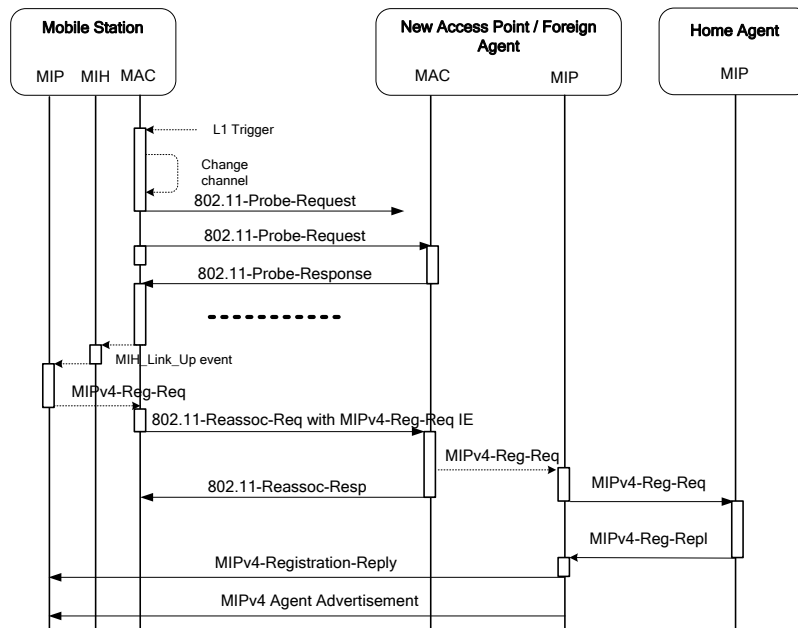 Mobile Station
New Access Point / Foreign
Agent
Home Agent
MIP MIH MAC
MAC
MIP
MIP
L1 Trigger
Change
channel
802.11-Probe-Request
802.11-Probe-Request
802.11-Probe-Response
MIH_Link_Up event
MIPv4-Reg-Req
802.11-Reassoc-Req with MIPv4-Reg-Req IE
MIPv4-Reg-Req
MIPv4-Reg-Req
802.11-Reassoc-Resp
MIPv4-Reg-Repl
MIPv4-Registration-Reply
MIPv4 Agent Advertisement